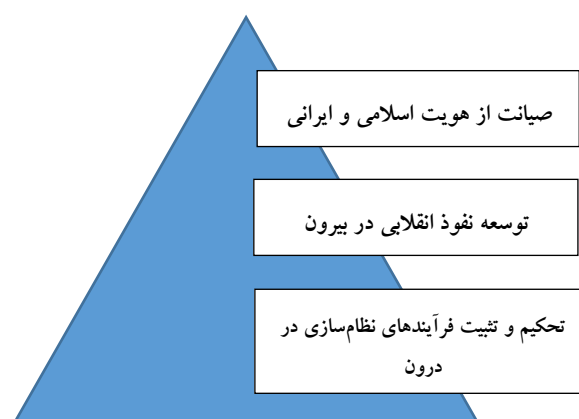 صیانت از هویت اسلامی و ایرانی
توسعه نفوذ انقلابی در بیرون
تحکیم و تثبیت فرآیندهای نظام‌سازی در
درون